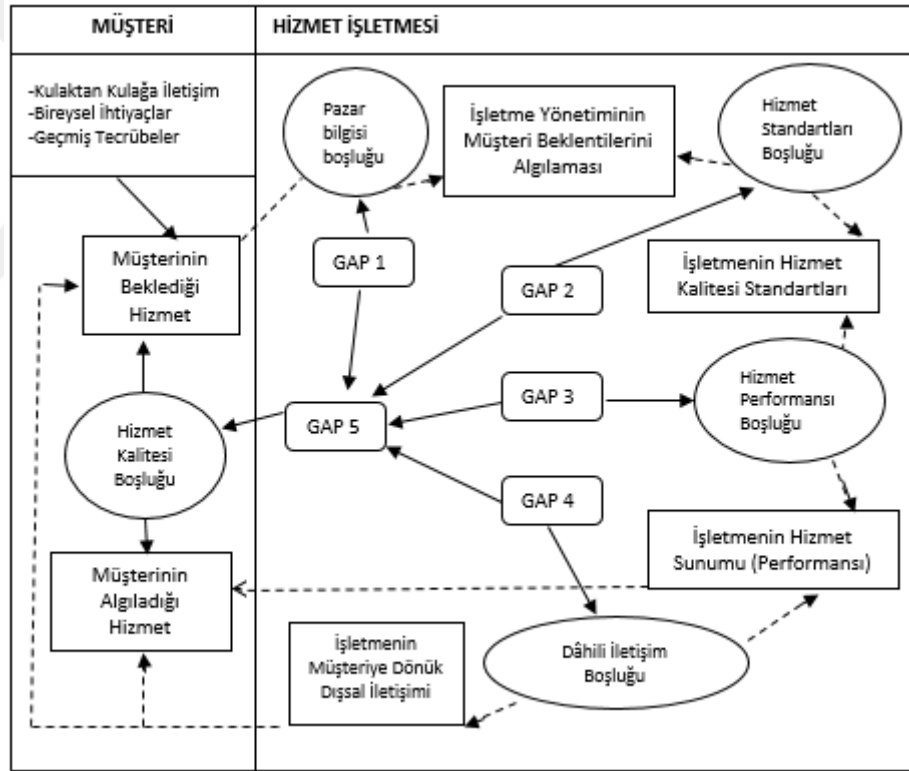 MÜŞTERİ
HİZMET İŞLETMESİ
-Kulaktan Kulağa İletişim
-Bireysel İhtiyaçlar
-Geçmiş Tecrübeler
Pazar
bilgisi
boşluğu
İşletme Yönetiminin
Müşteri Beklentilerini
Algılaması
Hizmet
Standartları
Boşluğu
Müşterinin
Beklediği
Hizmet
GAP 1
GAP 2
İşletmenin Hizmet
Kalitesi Standartları
Hizmet
Kalitesi
Boşluğu
GAP 5
GAP 3
Hizmet
Performansı
Boşluğu
GAP 4
Müşterinin
Algıladığı
Hizmet
İşletmenin Hizmet
Sunumu (Performansı)
İşletmenin
Müşteriye Dönük
Dışsal İletişimi
Dâhili İletişim
Boşluğu